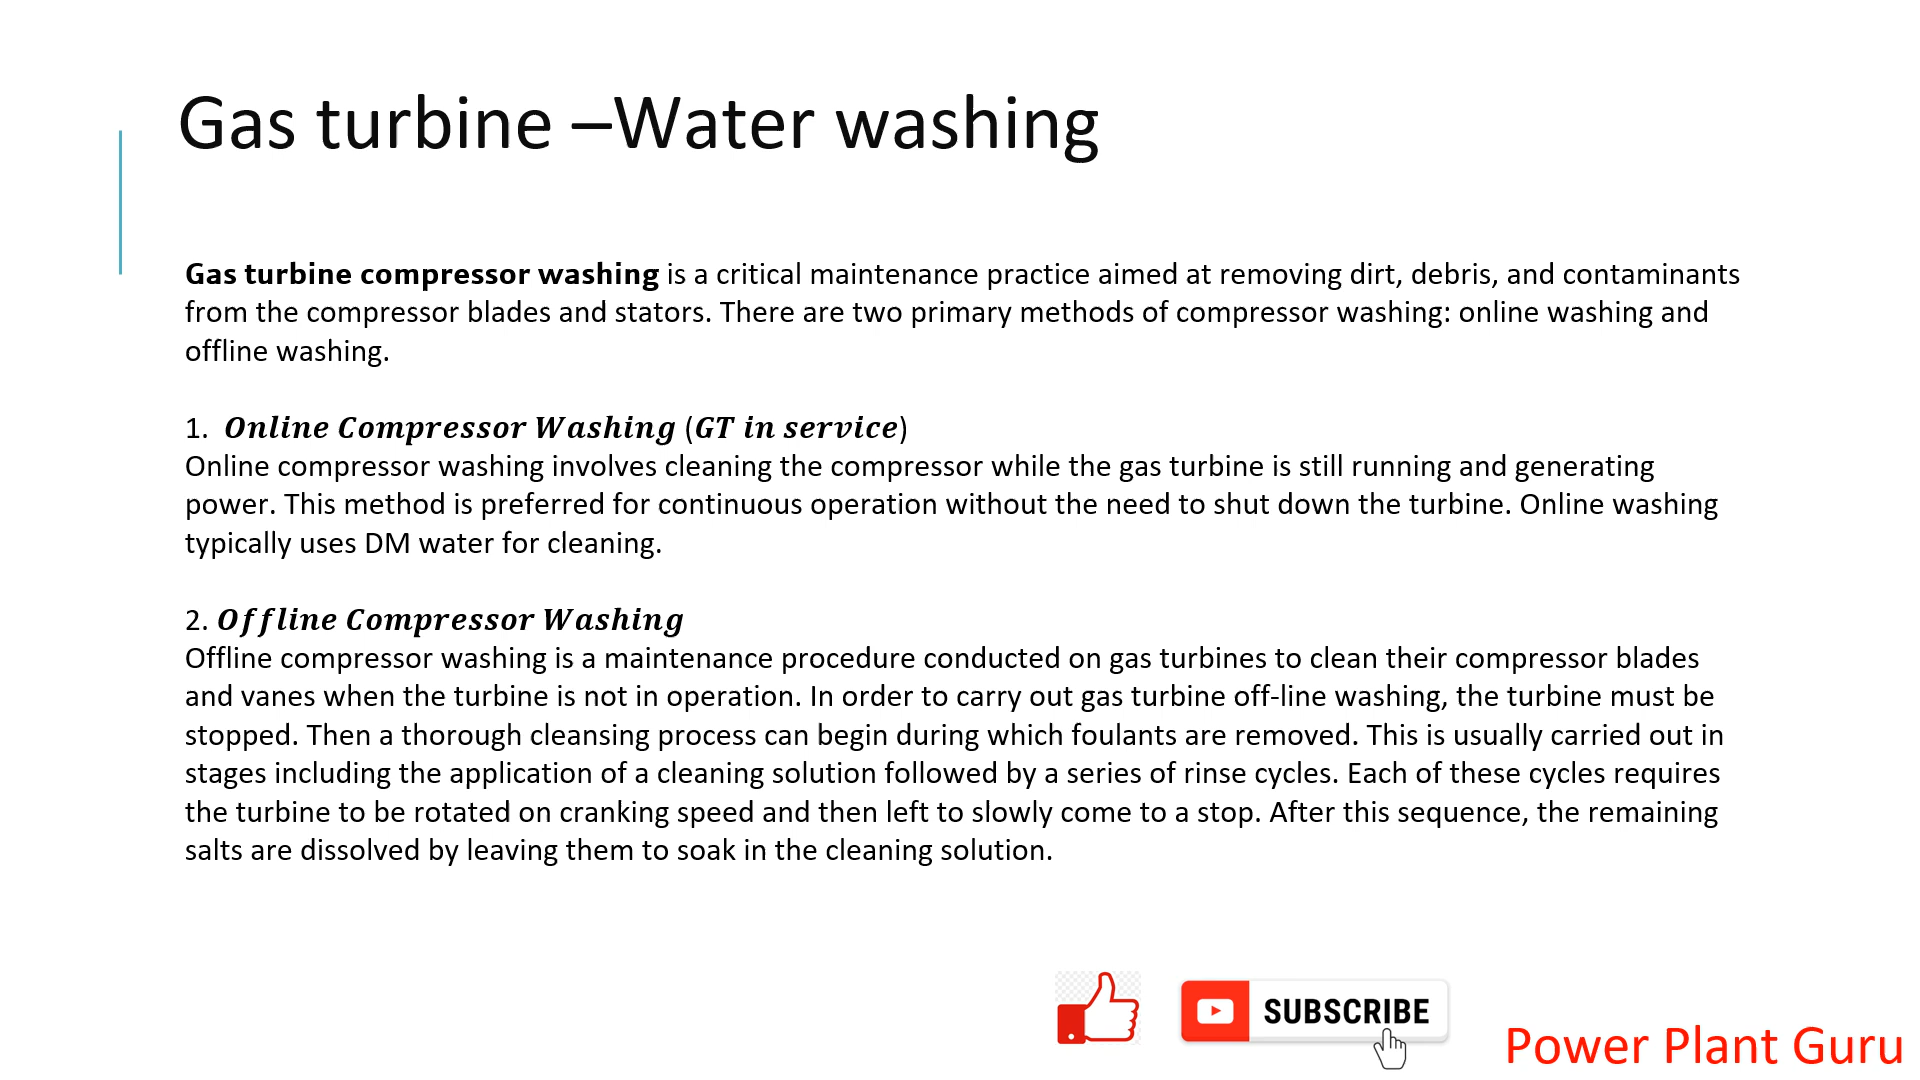 Gas turbine –Water washing
Gas turbine compressor washing is a critical maintenance practice aimed at removing dirt, debris, and contaminants
from the compressor blades and stators. There are two primary methods of compressor washing: online washing and
offline washing.
1. Online Compressor Washing (GT in service)
Online compressor washing involves cleaning the compressor while the gas turbine is still running and generating
power. This method is preferred for continuous operation without the need to shut down the turbine. Online washing
typically uses DM water for cleaning.
2. Offline Compressor Washing
Offline compressor washing is a maintenance procedure conducted on gas turbines to clean their compressor blades
and vanes when the turbine is not in operation. In order to carry out gas turbine off-line washing, the turbine must be
stopped. Then a thorough cleansing process can begin during which foulants are removed. This is usually carried out in
stages including the application of a cleaning solution followed by a series of rinse cycles. Each of these cycles requires
the turbine to be rotated on cranking speed and then left to slowly come to a stop. After this sequence, the remaining
salts are dissolved by leaving them to soak in the cleaning solution.
SUBSCRIBE
Power Plant Guru